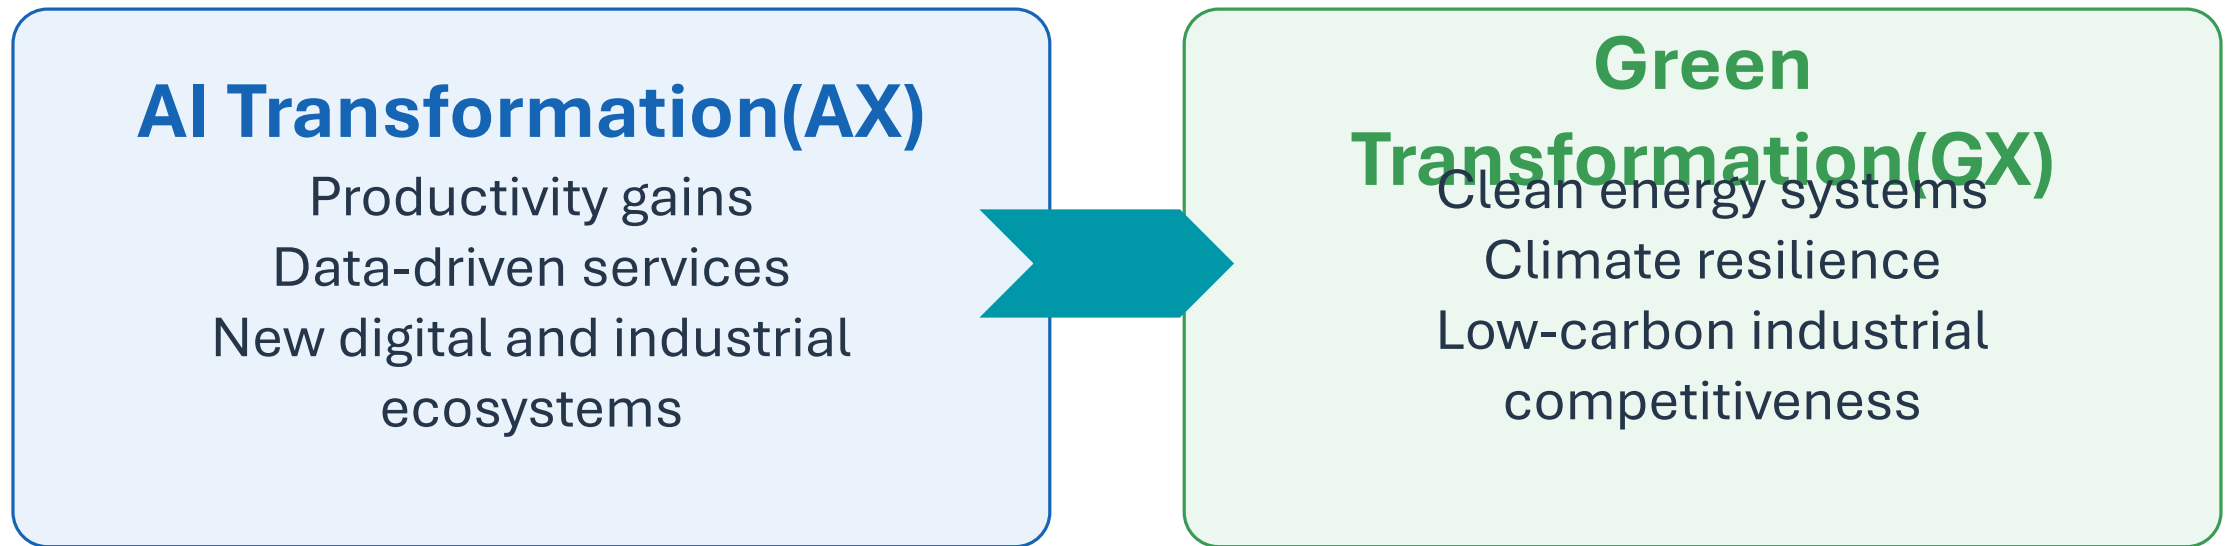 AI Transformation(AX)
Productivity gains
Data-driven services
New digital and industrial
ecosystems
Green
Transformation(GX)
Clean energy systems
Climate resilience
Low-carbon industrial
competitiveness